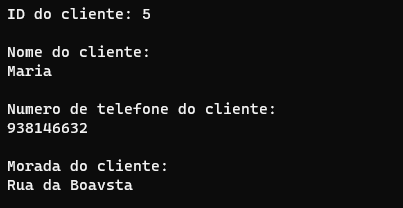 ID do cliente: 5
Nome do cliente:
Maria
Numero de telefone do cliente:
938146632
Morada do cliente:
Rua da Boavsta